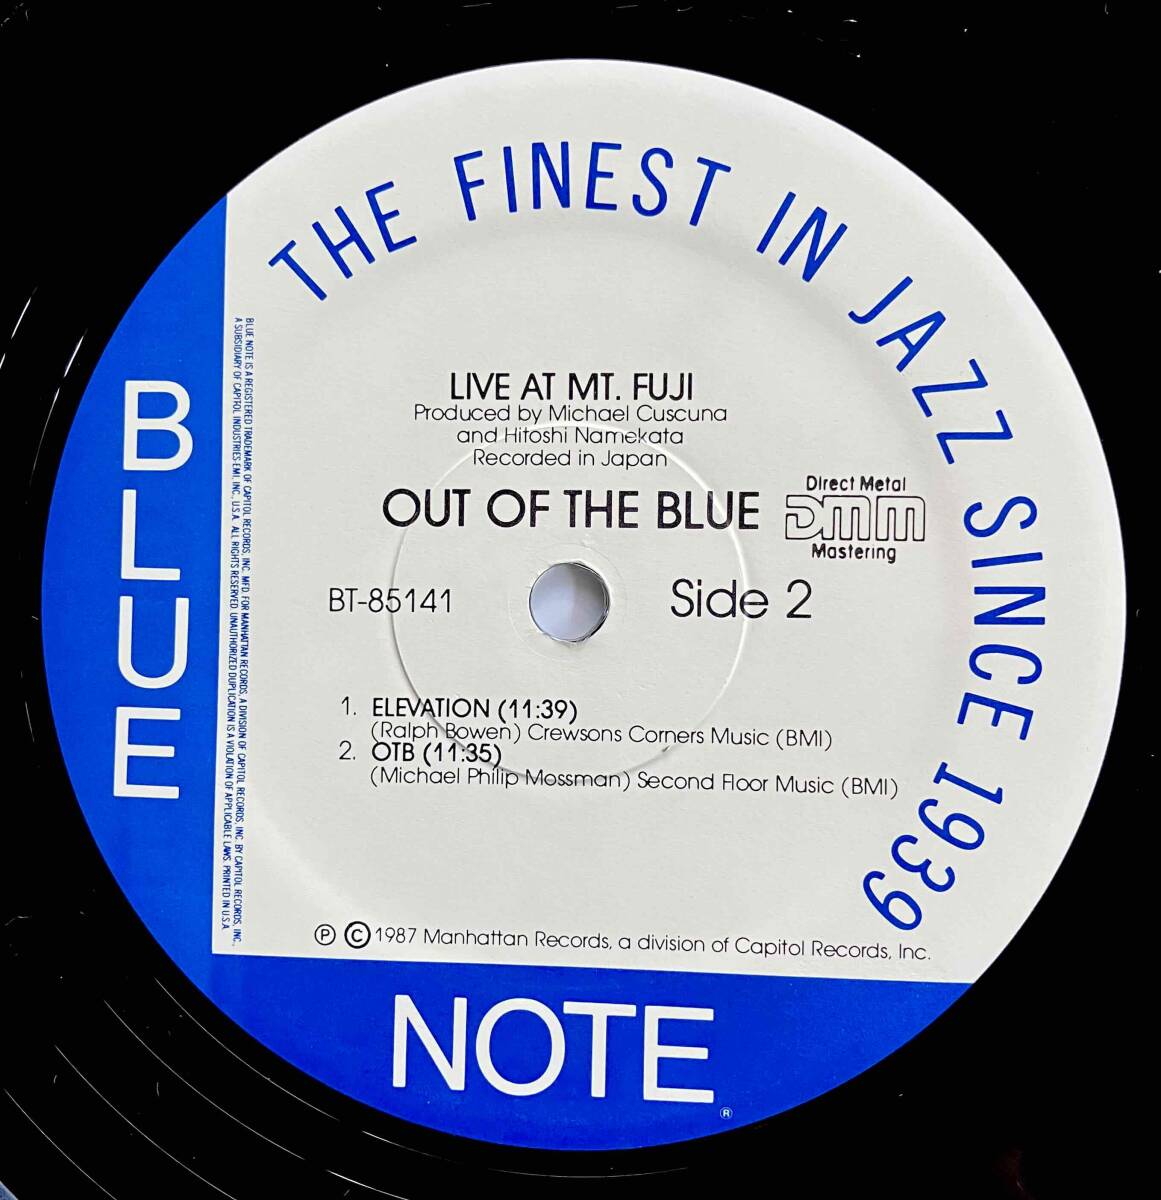 THE FINEST IN JAZZ SINCE 1939
BLUE
BLUE NOTE IS A REGISTERED TRADEMARK OF CAPITOL RECORDS, INC. MFD. FOR MANHATTAN RECORDS, A DIVISION OF CAPITOL RECORDS, INC. BY CAPITOL RECORDS, INC.,
A SUBSIDIARY OF CAPITOL INDUSTRIES-EMI, INC., U.S.A. ALL RIGHTS RESERVED. UNAUTHORIZED DUPLICATION IS A VIOLATION OF APPLICABLE LAWS. PRINTED IN U.S.A.
LIVE AT MT. FUJI
Produced by Michael Cuscuna
and Hitoshi Namekata
Recorded in Japan
OUT OF THE BLUE
Direct Metal
DMM
Mastering
BT-85141
Side 2
1. ELEVATION (11:39)
(Ralph Bowen) Crewsons Corners Music (BMI)
2. OTB (11:35)
(Michael Philip Mossman) Second Floor Music (BMI)
Ⓟ © 1987 Manhattan Records, a division of Capitol Records, Inc.
NOTE
®